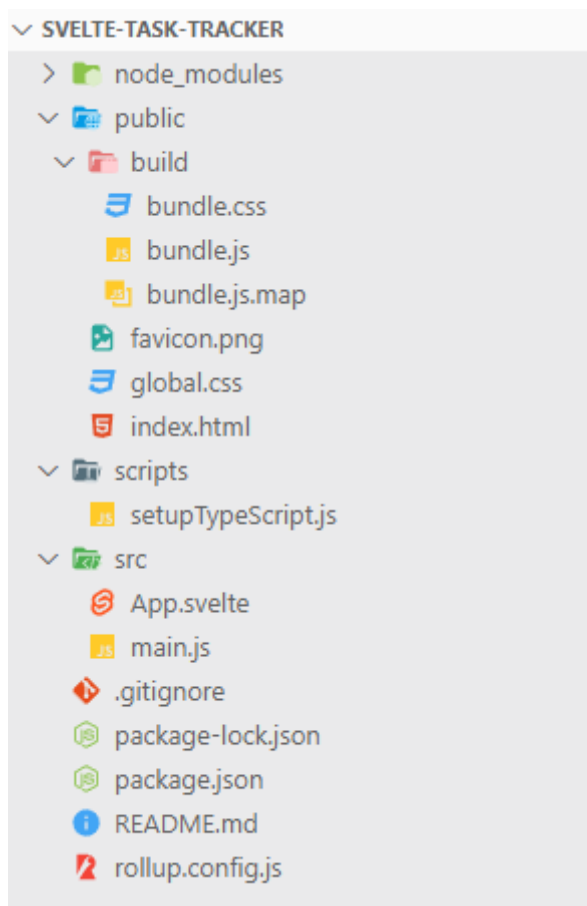 SVELTE-TASK-TRACKER
node_modules
public
build
bundle.css
bundle.js
bundle.js.map
favicon.png
global.css
index.html
scripts
setupTypeScript.js
src
App.svelte
main.js
.gitignore
package-lock.json
package.json
README.md
rollup.config.js